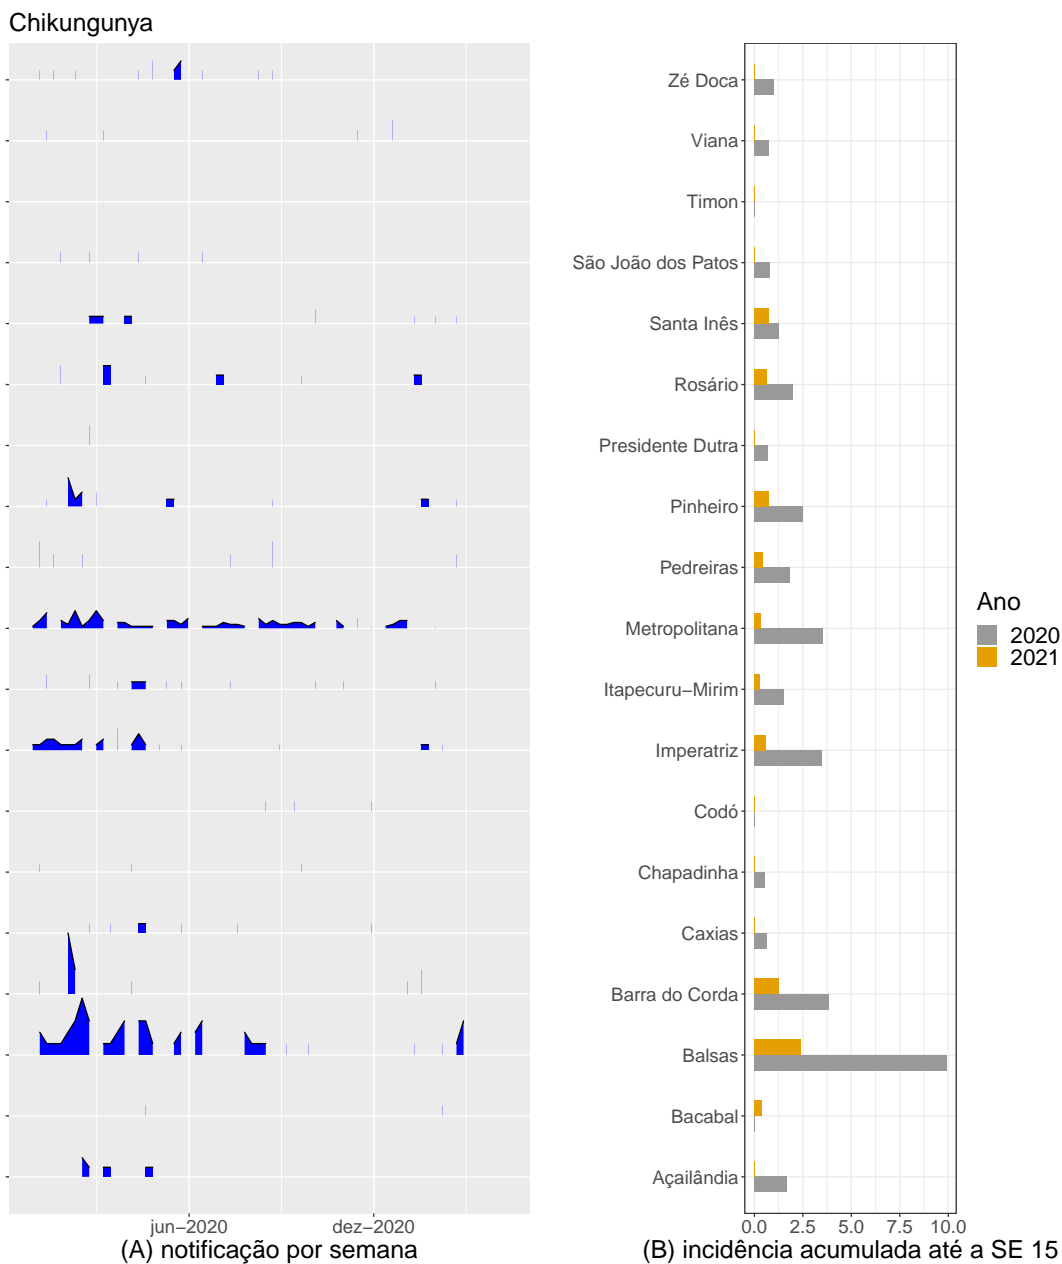 Chikungunya
Zé Doca
Viana
Timon
São João dos Patos
Santa Inês
Rosário
Presidente Dutra
Pinheiro
Pedreiras
Metropolitana
Itapecuru−Mirim
Imperatriz
Codó
Chapadinha
Caxias
Barra do Corda
Balsas
Bacabal
Açailândia
Ano
2020
2021
jun−2020 dez−2020
0.0 2.5 5.0 7.5 10.0
(A) notificação por semana
(B) incidência acumulada até a SE 15